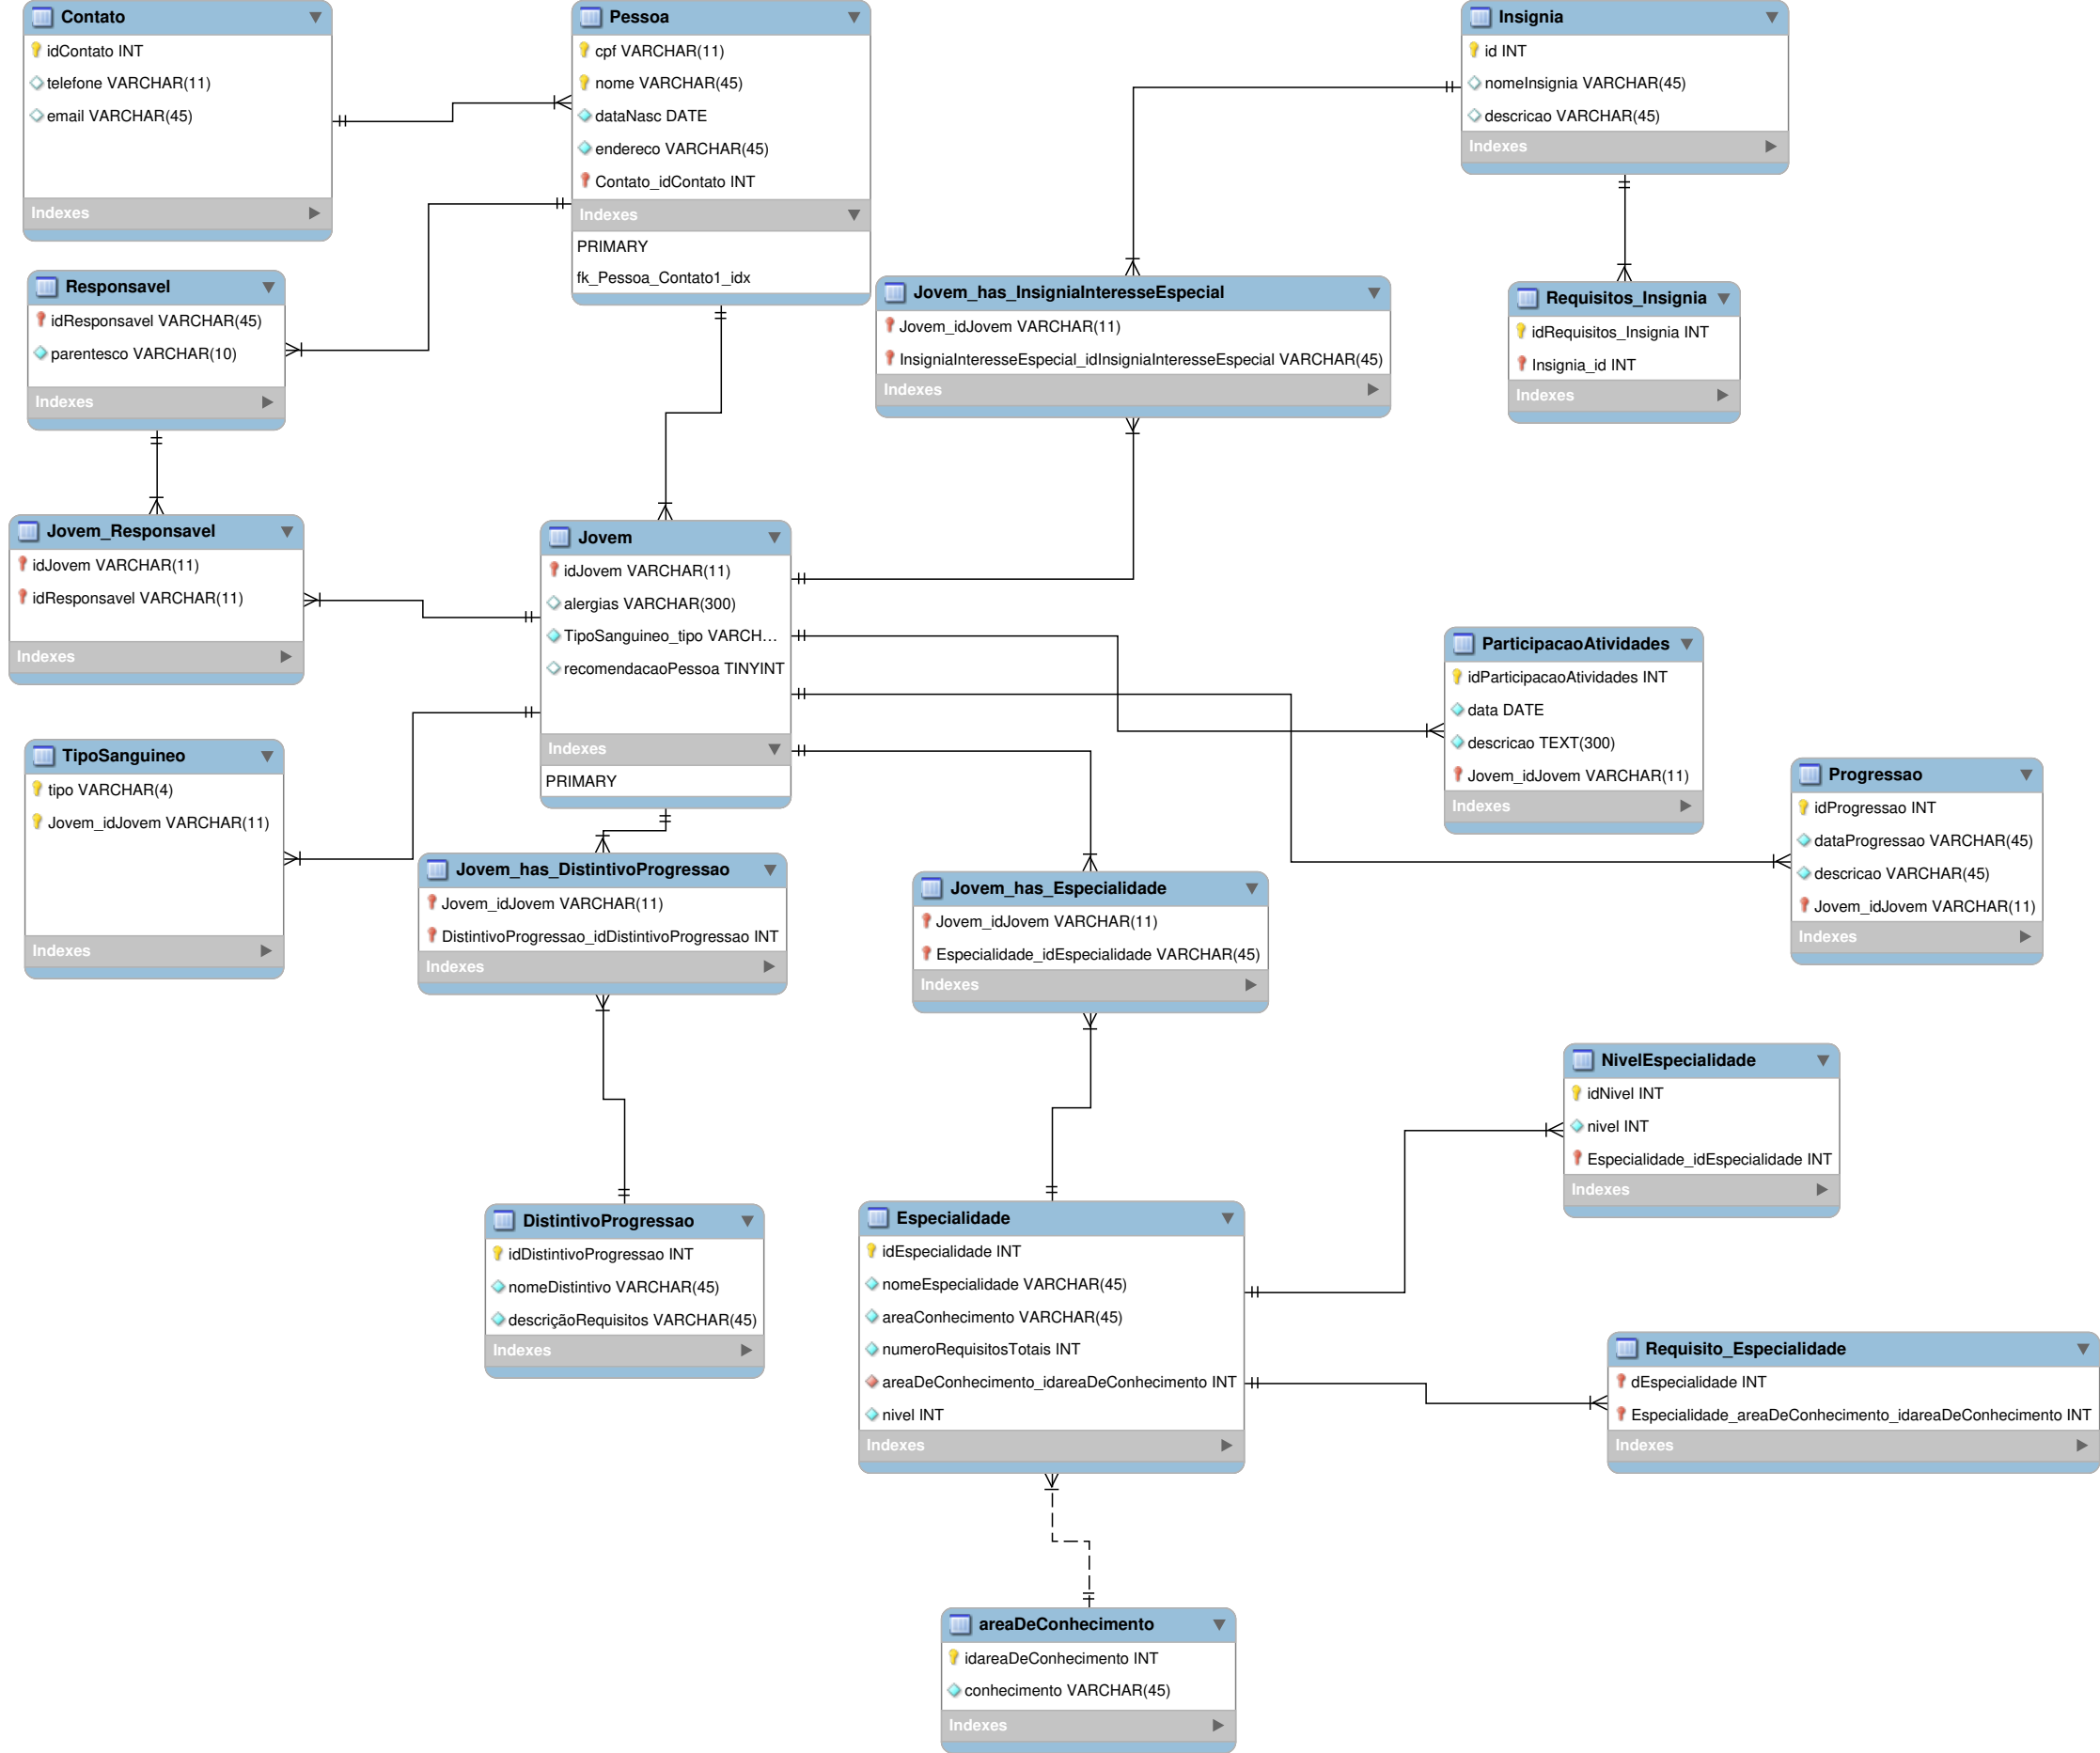 Contato
idContato INT
telefone VARCHAR(11)
email VARCHAR(45)
Indexes
Pessoa
cpf VARCHAR(11)
nome VARCHAR(45)
dataNasc DATE
endereco VARCHAR(45)
Contato_idContato INT
Indexes
PRIMARY
fk_Pessoa_Contato1_idx
Insignia
id INT
nomeInsignia VARCHAR(45)
descricao VARCHAR(45)
Indexes
Responsavel
idResponsavel VARCHAR(45)
parentesco VARCHAR(10)
Indexes
Jovem_has_InsigniaInteresseEspecial
Jovem_idJovem VARCHAR(11)
InsigniaInteresseEspecial_idInsigniaInteresseEspecial VARCHAR(45)
Indexes
Requisitos_Insignia
idRequisitos_Insignia INT
Insignia_id INT
Indexes
Jovem_Responsavel
idJovem VARCHAR(11)
idResponsavel VARCHAR(11)
Indexes
Jovem
idJovem VARCHAR(11)
alergias VARCHAR(300)
TipoSanguineo_tipo VARCH...
recomendacaoPessoa TINYINT
Indexes
PRIMARY
ParticipacaoAtividades
idParticipacaoAtividades INT
data DATE
descricao TEXT(300)
Jovem_idJovem VARCHAR(11)
Indexes
TipoSanguineo
tipo VARCHAR(4)
Jovem_idJovem VARCHAR(11)
Indexes
Progressao
idProgressao INT
dataProgressao VARCHAR(45)
descricao VARCHAR(45)
Jovem_idJovem VARCHAR(11)
Indexes
Jovem_has_DistintivoProgressao
Jovem_idJovem VARCHAR(11)
DistintivoProgressao_idDistintivoProgressao INT
Indexes
Jovem_has_Especialidade
Jovem_idJovem VARCHAR(11)
Especialidade_idEspecialidade VARCHAR(45)
Indexes
NivelEspecialidade
idNivel INT
nivel INT
Especialidade_idEspecialidade INT
Indexes
DistintivoProgressao
idDistintivoProgressao INT
nomeDistintivo VARCHAR(45)
descriçãoRequisitos VARCHAR(45)
Indexes
Especialidade
idEspecialidade INT
nomeEspecialidade VARCHAR(45)
areaConhecimento VARCHAR(45)
numeroRequisitosTotais INT
areaDeConhecimento_idareaDeConhecimento INT
nivel INT
Indexes
Requisito_Especialidade
dEspecialidade INT
Especialidade_areaDeConhecimento_idareaDeConhecimento INT
Indexes
areaDeConhecimento
idareaDeConhecimento INT
conhecimento VARCHAR(45)
Indexes